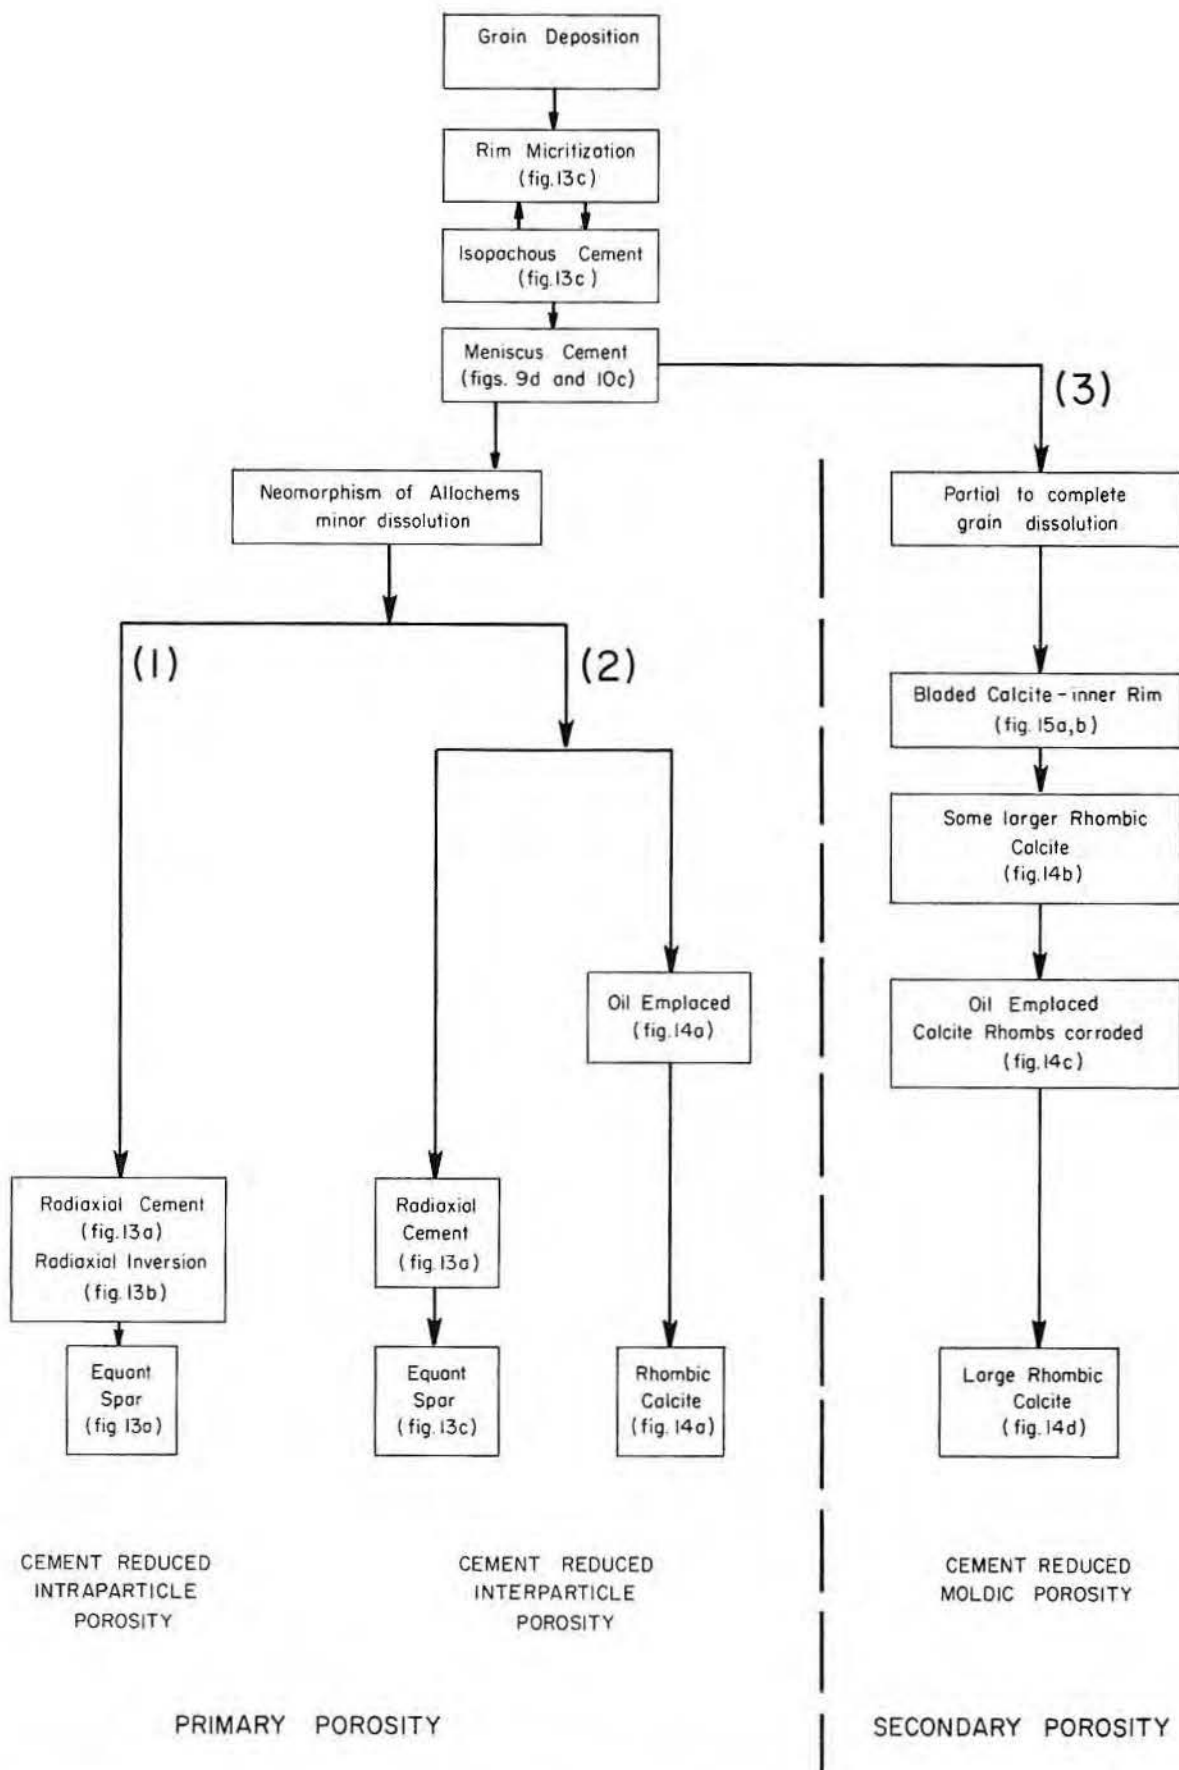 Grain Deposition
Rim Micritization
(fig.13c)
Isopachous Cement
(fig.13c)
Meniscus Cement
(figs. 9d and 10c)
(3)
Neomorphism of Allochems
minor dissolution
Partial to complete
grain dissolution
(1)
(2)
Bladed Calcite-inner Rim
(fig. 15a,b)
Some larger Rhombic
Calcite
(fig.14b)
Oil Emplaced
(fig.14a)
Oil Emplaced
Calcite Rhombs corroded
(fig.14c)
Radiaxial Cement
(fig.13a)
Radiaxial Inversion
(fig.13b)
Radiaxial
Cement
(fig.13a)
Equant
Spar
(fig.13a)
Equant
Spar
(fig.13c)
Rhombic
Calcite
(fig.14a)
Large Rhombic
Calcite
(fig.14d)
CEMENT REDUCED
INTRAPARTICLE
POROSITY
CEMENT REDUCED
INTERPARTICLE
POROSITY
CEMENT REDUCED
MOLDIC POROSITY
PRIMARY POROSITY
SECONDARY POROSITY